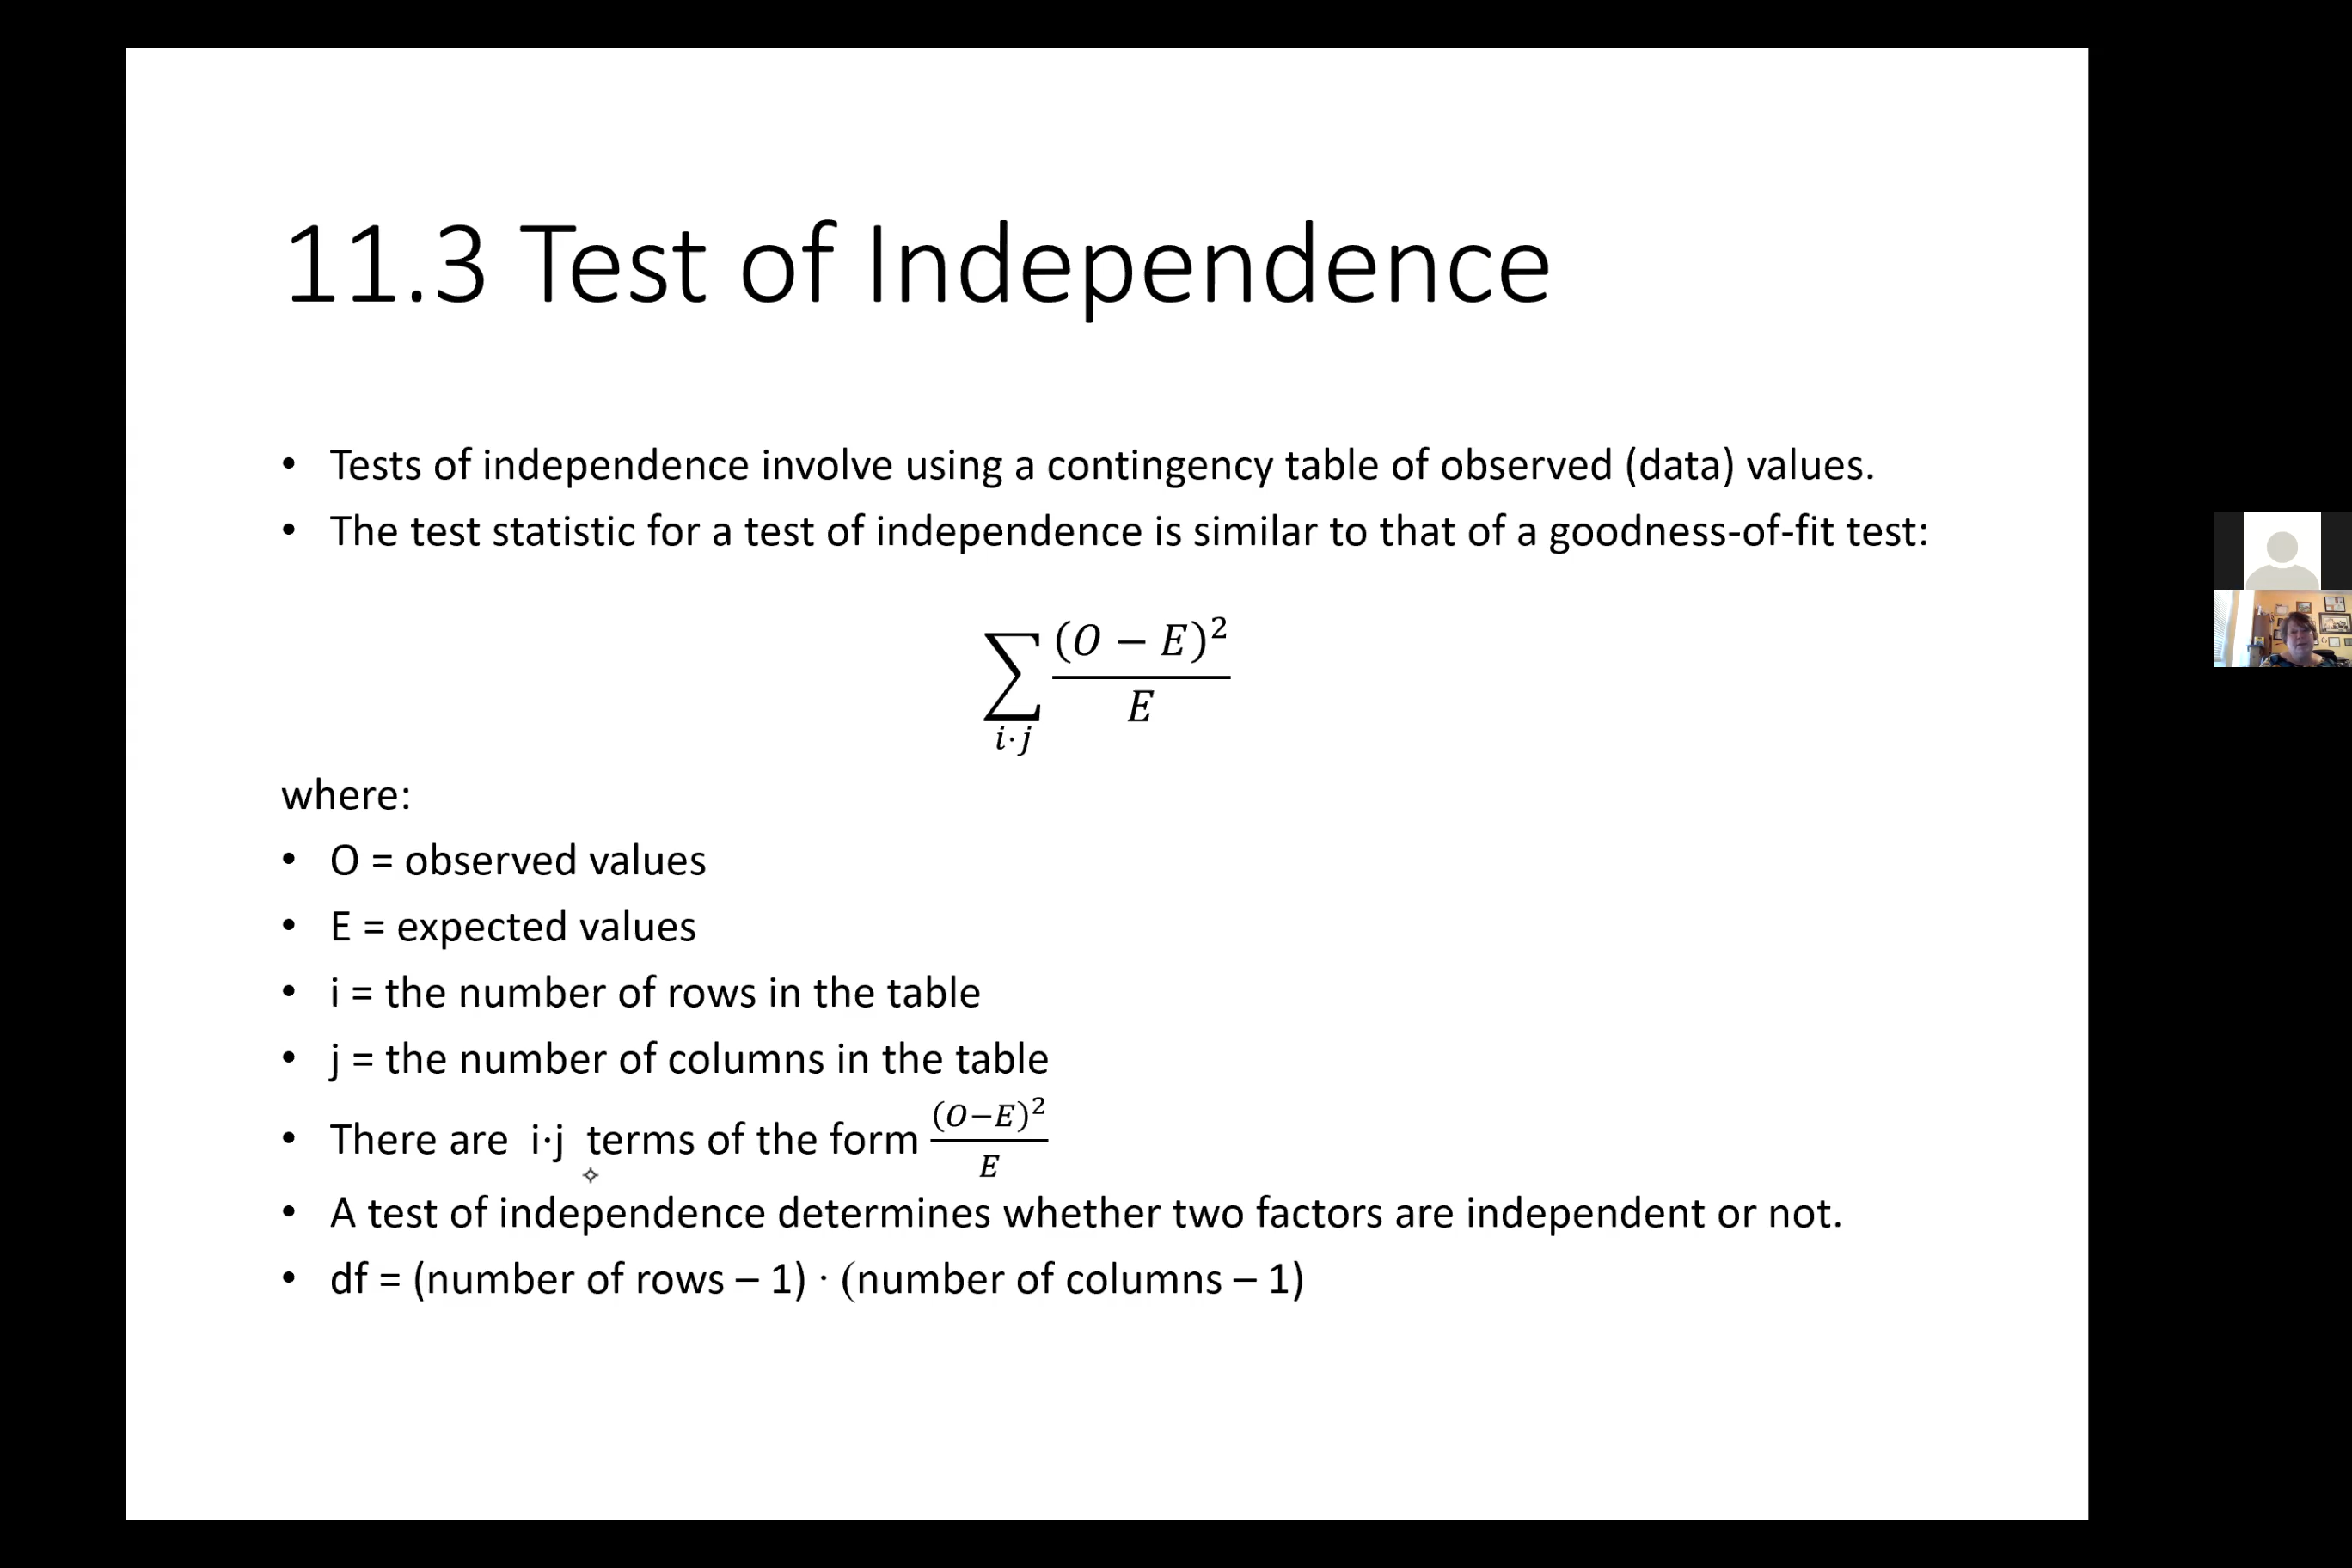 11.3 Test of Independence
• Tests of independence involve using a contingency table of observed (data) values.
• The test statistic for a test of independence is similar to that of a goodness-of-fit test:
∑_{i·j} (O − E)² / E
where:
• O = observed values
• E = expected values
• i = the number of rows in the table
• j = the number of columns in the table
• There are i·j terms of the form (O−E)² / E
• A test of independence determines whether two factors are independent or not.
• df = (number of rows – 1) · (number of columns – 1)